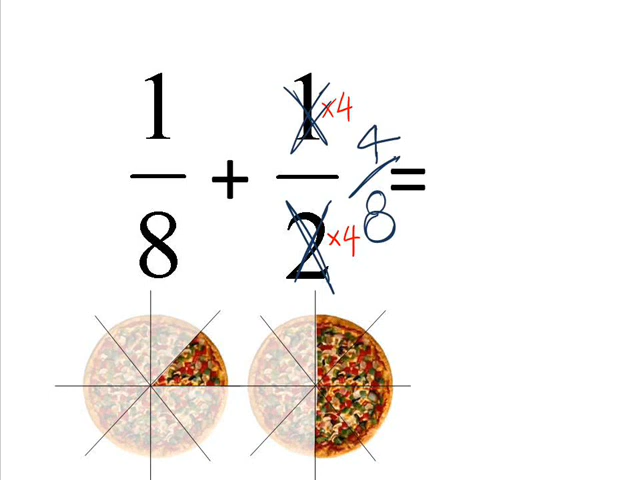 1/8 + 1/2 ×4 ×4 4/8 =